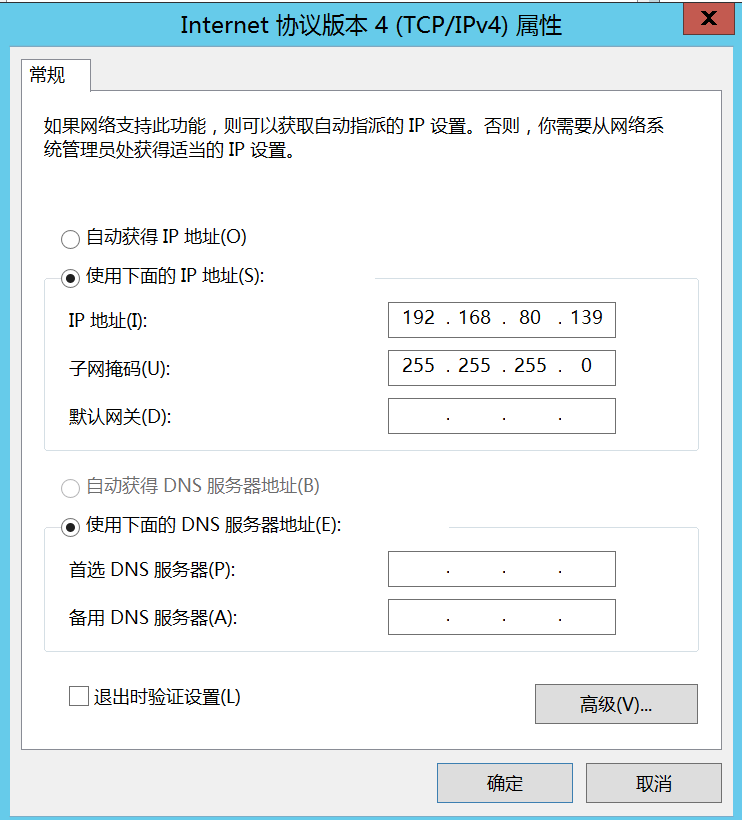 Internet 协议版本 4 (TCP/IPv4) 属性
常规
如果网络支持此功能，则可以获取自动指派的 IP 设置。否则，你需要从网络系
统管理员处获得适当的 IP 设置。
自动获得 IP 地址(O)
使用下面的 IP 地址(S):
IP 地址(I): 192 . 168 . 80 . 139
子网掩码(U): 255 . 255 . 255 . 0
默认网关(D): . . .
自动获得 DNS 服务器地址(B)
使用下面的 DNS 服务器地址(E):
首选 DNS 服务器(P): . . .
备用 DNS 服务器(A): . . .
退出时验证设置(L)
高级(V)...
确定 取消